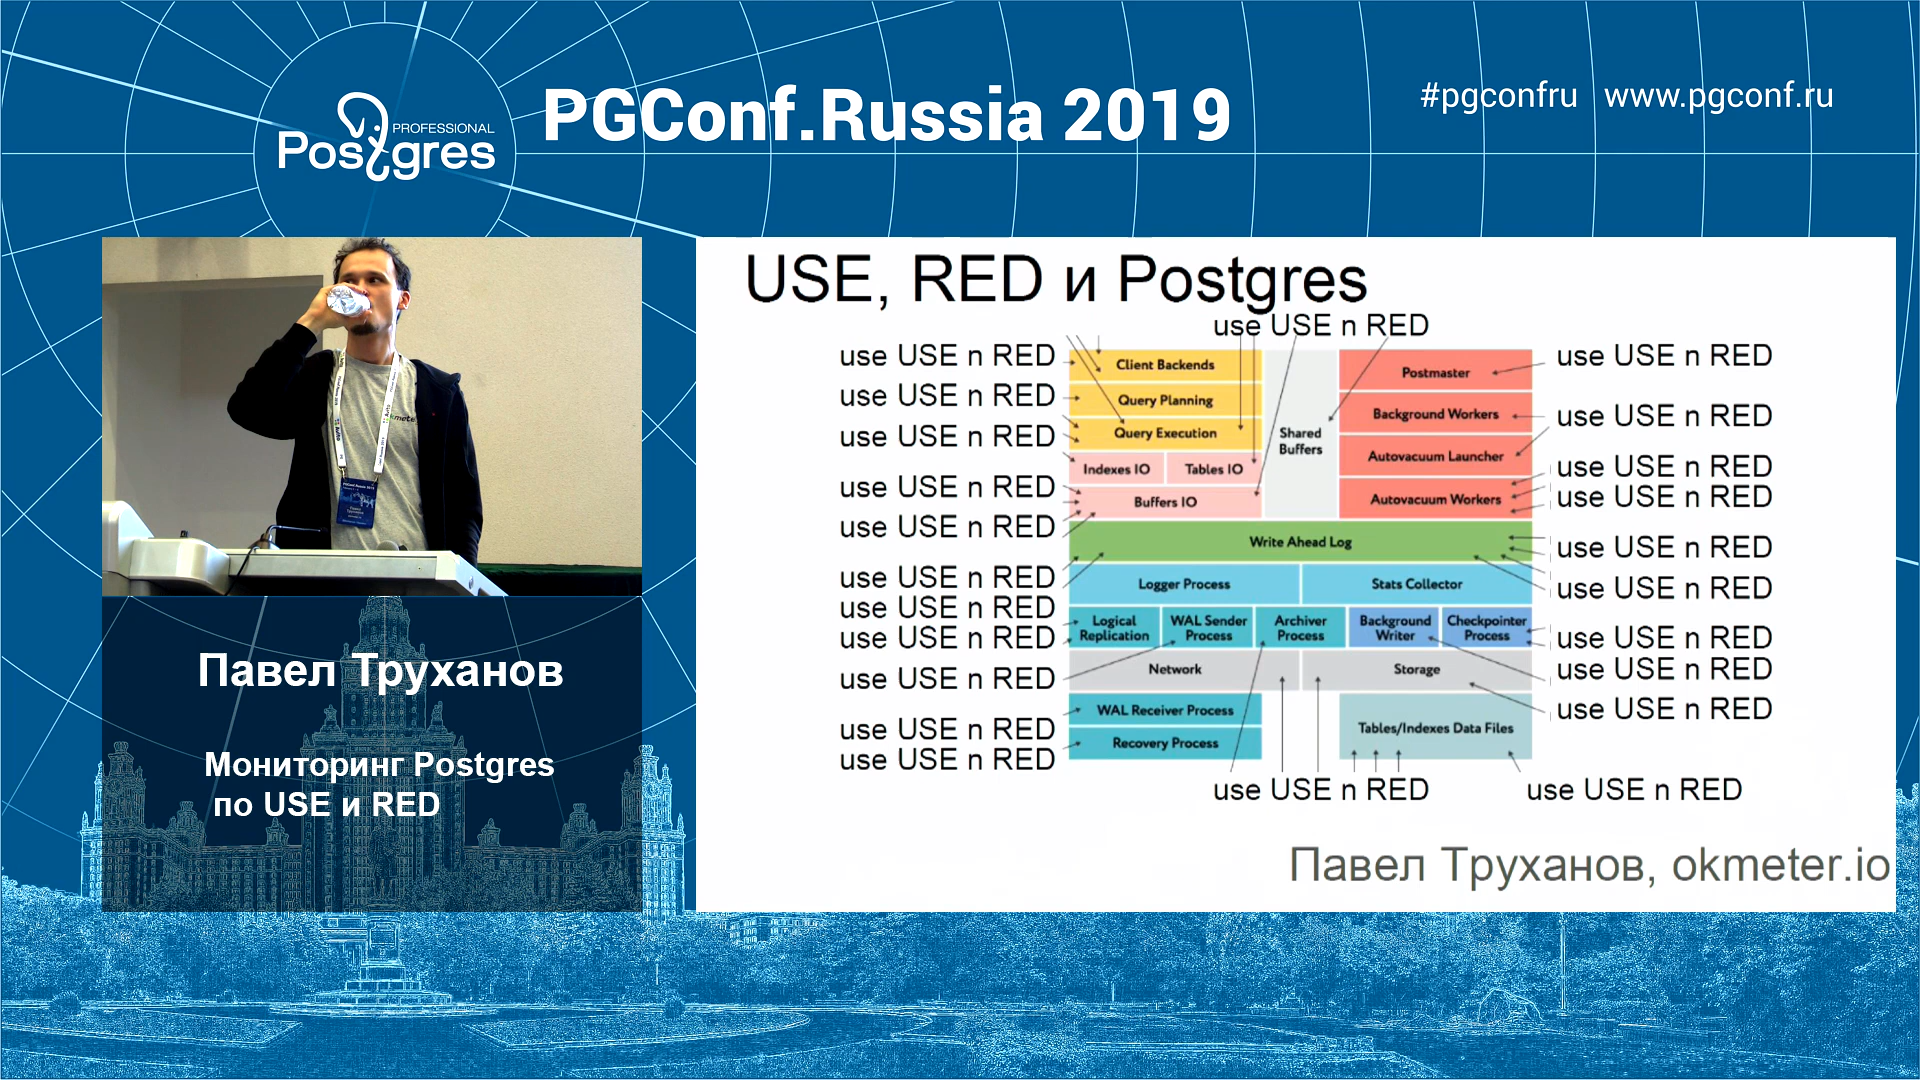 PROFESSIONAL
Postgres
PGConf.Russia 2019
#pgconfru www.pgconf.ru
Павел Труханов
Мониторинг Postgres
по USE и RED
USE, RED и Postgres
use USE n RED
use USE n RED
use USE n RED
use USE n RED
use USE n RED
use USE n RED
use USE n RED
use USE n RED
use USE n RED
use USE n RED
use USE n RED
use USE n RED
Client Backends
Query Planning
Query Execution
Indexes IO
Tables IO
Buffers IO
Shared
Buffers
Postmaster
Background Workers
Autovacuum Launcher
Autovacuum Workers
Write Ahead Log
Logger Process
Stats Collector
Logical
Replication
WAL Sender
Process
Archiver
Process
Background
Writer
Checkpointer
Process
Network
Storage
WAL Receiver Process
Recovery Process
Tables/Indexes Data Files
use USE n RED
use USE n RED
use USE n RED
use USE n RED
use USE n RED
use USE n RED
use USE n RED
use USE n RED
use USE n RED
use USE n RED
use USE n RED
Павел Труханов, okmeter.io